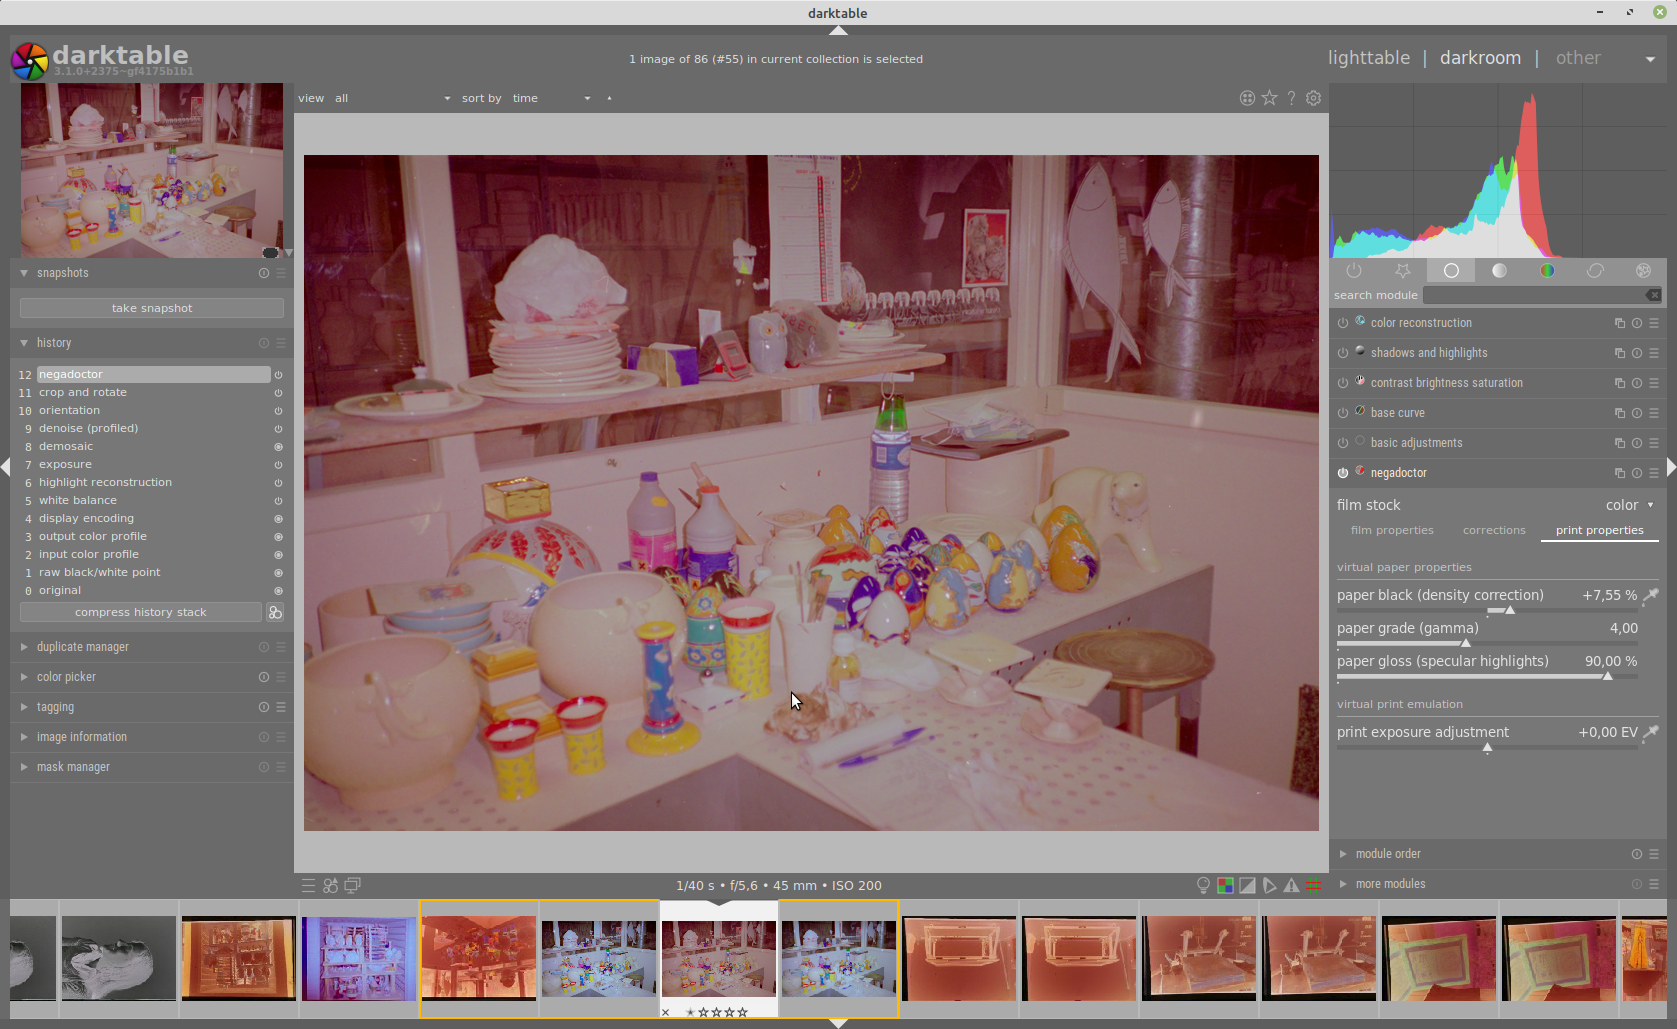 darktable
darktable
3.1.0+2375~gf4175b1b1
1 image of 86 (#55) in current collection is selected
lighttable | darkroom | other
view all sort by time
snapshots
take snapshot
history
12 negadoctor
11 crop and rotate
10 orientation
9 denoise (profiled)
8 demosaic
7 exposure
6 highlight reconstruction
5 white balance
4 display encoding
3 output color profile
2 input color profile
1 raw black/white point
0 original
compress history stack
duplicate manager
color picker
tagging
image information
mask manager
1/40 s • f/5,6 • 45 mm • ISO 200
search module
color reconstruction
shadows and highlights
contrast brightness saturation
base curve
basic adjustments
negadoctor
film stock color
film properties corrections print properties
virtual paper properties
paper black (density correction) +7,55 %
paper grade (gamma) 4,00
paper gloss (specular highlights) 90,00 %
virtual print emulation
print exposure adjustment +0,00 EV
module order
more modules